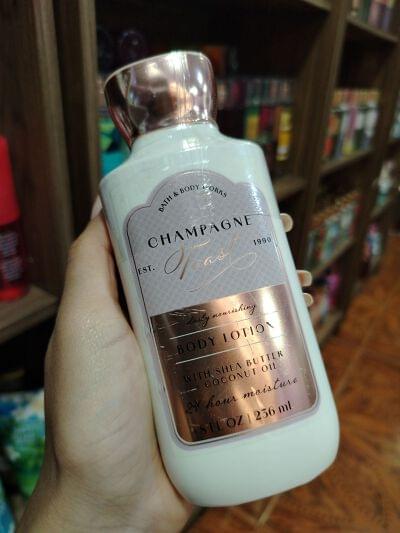 BATH & BODY WORKS
CHAMPAGNE
Toast
EST. 1990
daily nourishing
BODY LOTION
WITH SHEA BUTTER
+ COCONUT OIL
24 hour moisture
8 FL OZ / 236 ml